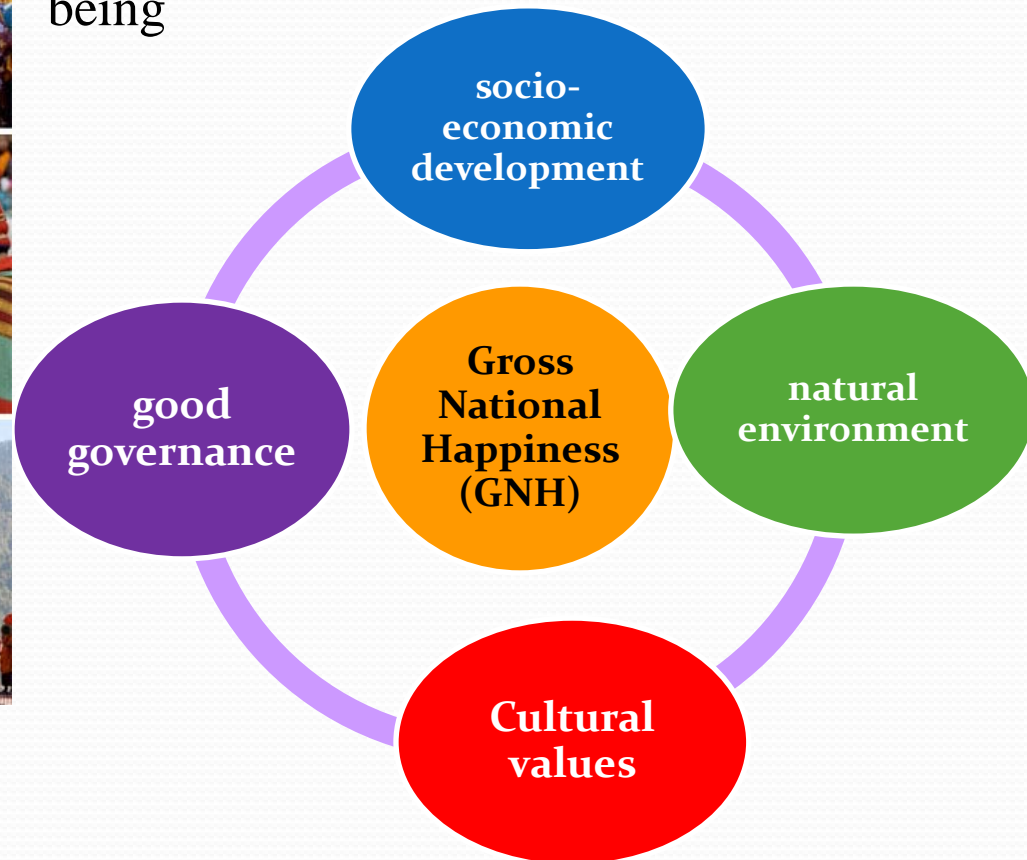 being
socio-
economic
development
good
governance
Gross
National
Happiness
(GNH)
natural
environment
Cultural
values